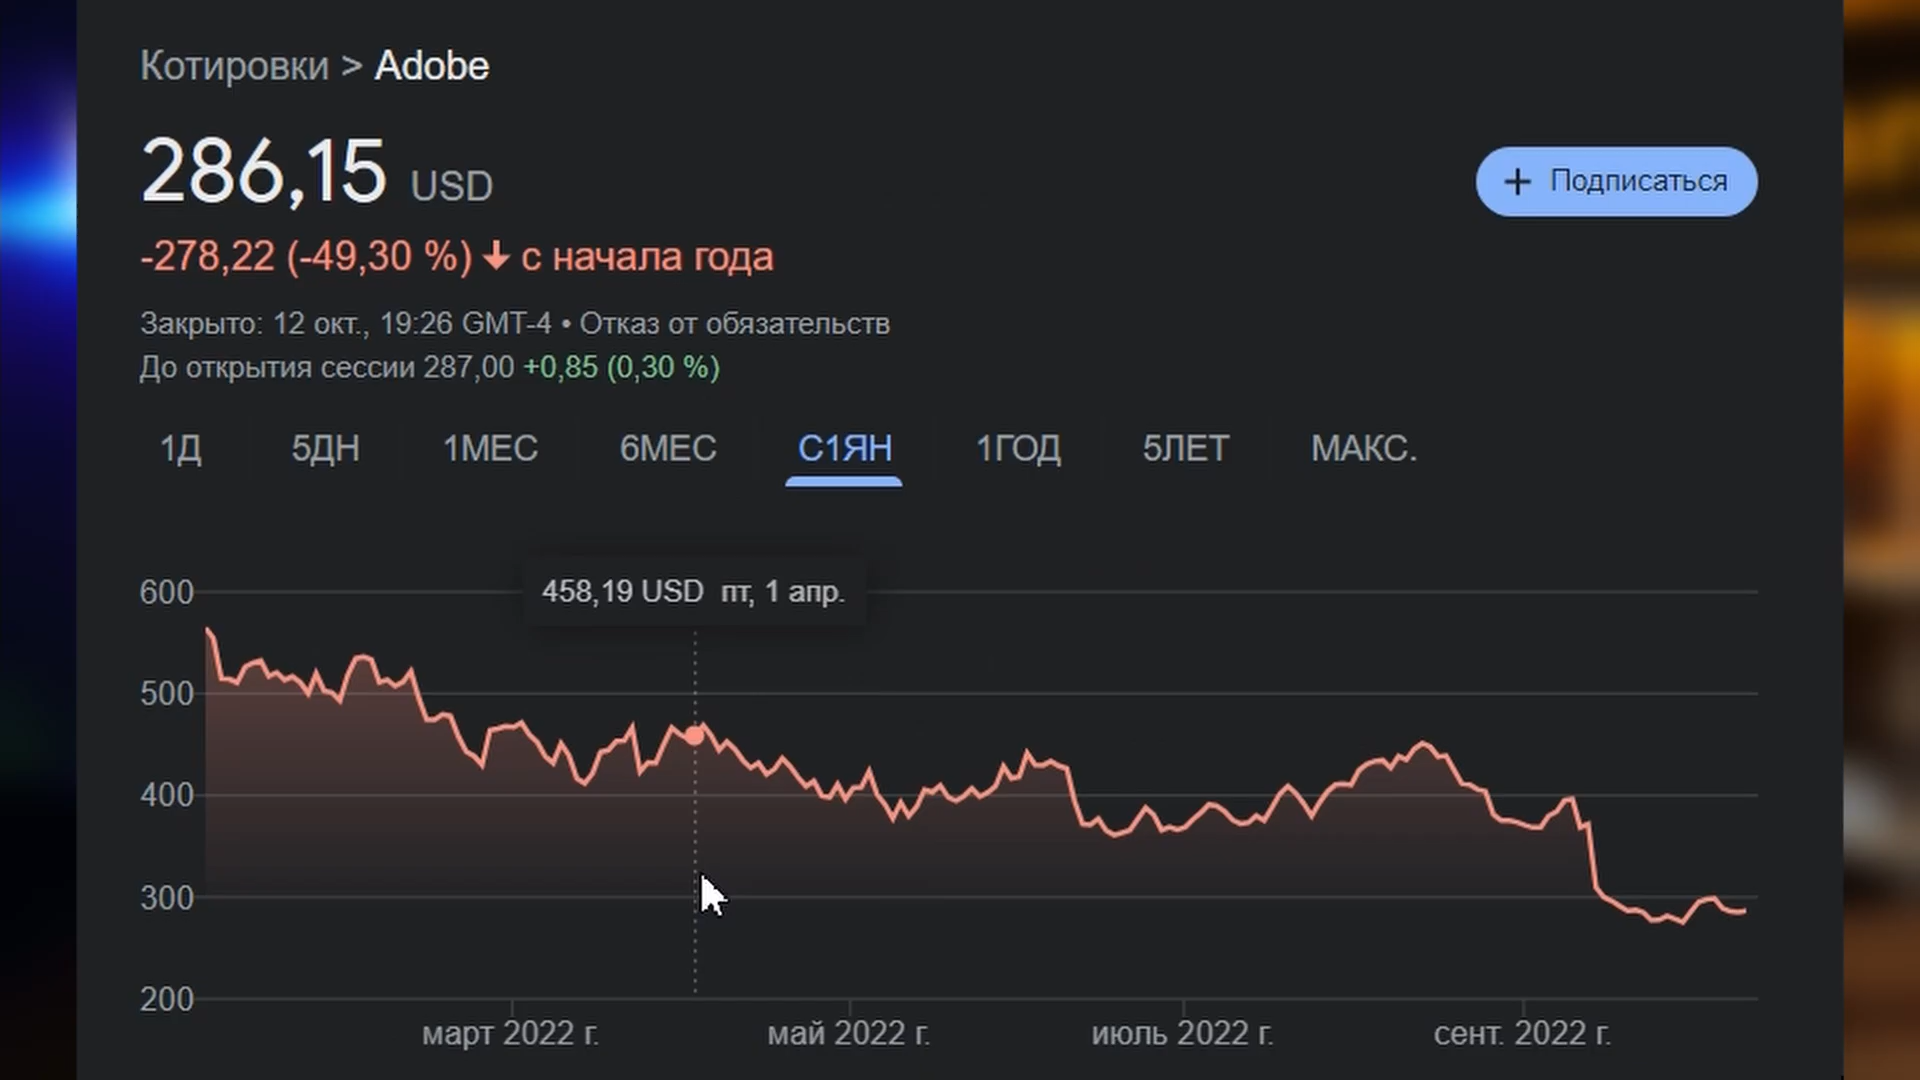 Котировки > Adobe
286,15 USD
+ Подписаться
-278,22 (-49,30 %) ↓ с начала года
Закрыто: 12 окт., 19:26 GMT-4 • Отказ от обязательств
До открытия сессии 287,00 +0,85 (0,30 %)
1Д 5ДН 1МЕС 6МЕС С1ЯН 1ГОД 5ЛЕТ МАКС.
458,19 USD пт, 1 апр.
600
500
400
300
200
март 2022 г. май 2022 г. июль 2022 г. сент. 2022 г.